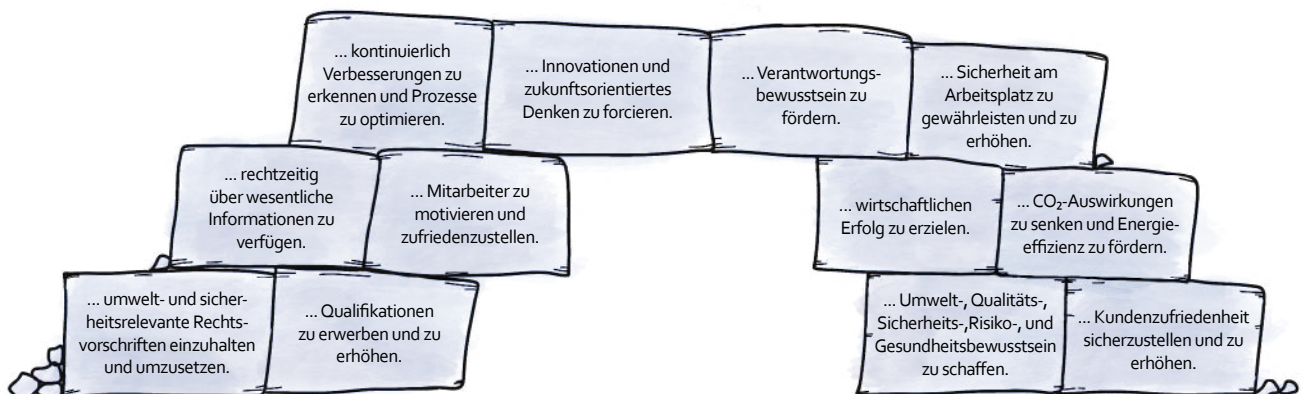 ... kontinuierlich
Verbesserungen zu
erkennen und Prozesse
zu optimieren.
... Innovationen und
zukunftsorientiertes
Denken zu forcieren.
... Verantwortungs-
bewusstsein zu
fördern.
... Sicherheit am
Arbeitsplatz zu
gewährleisten und zu
erhöhen.
... rechtzeitig
über wesentliche
Informationen zu
verfügen.
... Mitarbeiter zu
motivieren und
zufriedenzustellen.
... wirtschaftlichen
Erfolg zu erzielen.
... CO₂-Auswirkungen
zu senken und Energie-
effizienz zu fördern.
... umwelt- und sicher-
heitsrelevante Rechts-
vorschriften einzuhalten
und umzusetzen.
... Qualifikationen
zu erwerben und zu
erhöhen.
... Umwelt-, Qualitäts-,
Sicherheits-,Risiko-, und
Gesundheitsbewusstsein
zu schaffen.
... Kundenzufriedenheit
sicherzustellen und zu
erhöhen.